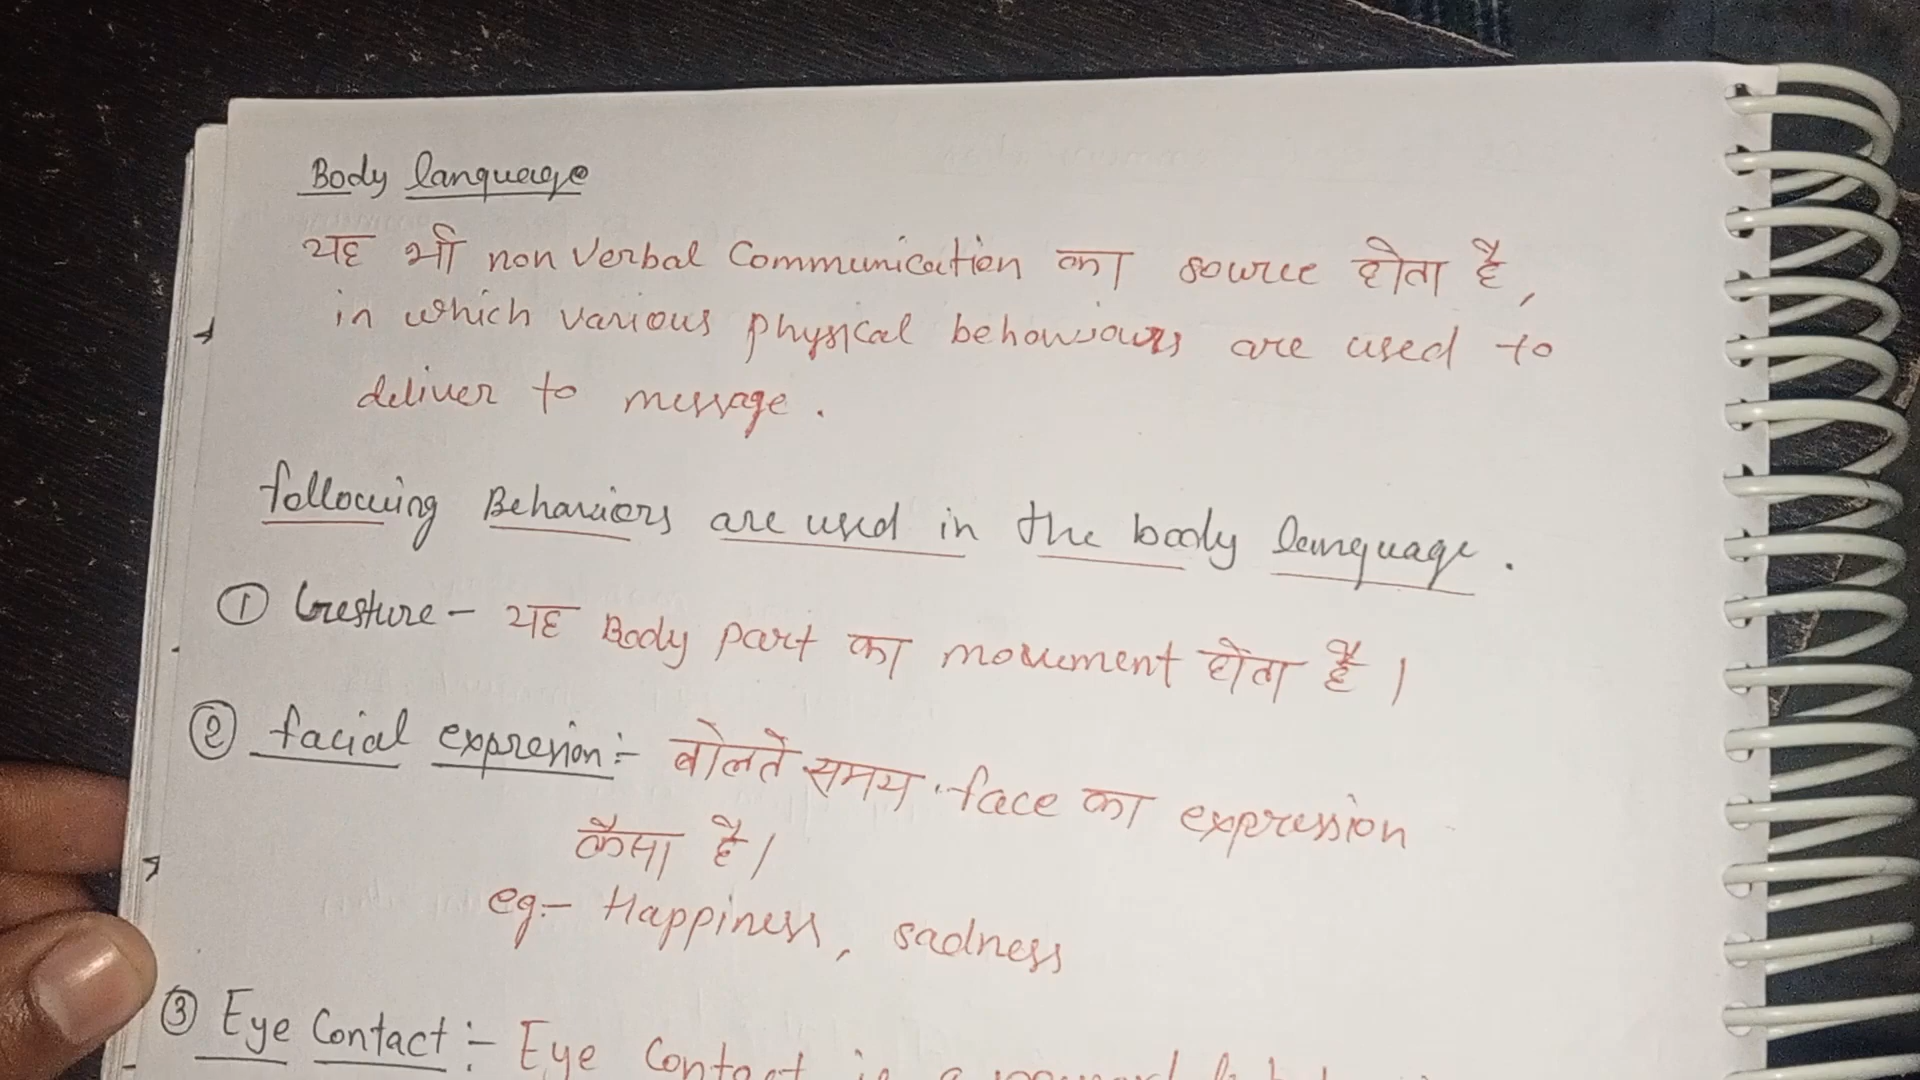 Body language
यह भी non verbal Communication का source होता है,
in which various physical behaviours are used to
deliver to message.
following Behaviors are used in the body language.
① Gesture - यह Body part का movement होता है।
② facial expression :- बोलते समय face का expression
कैसा है।
eg:- Happiness, sadness
③ Eye Contact :- Eye Contact is a